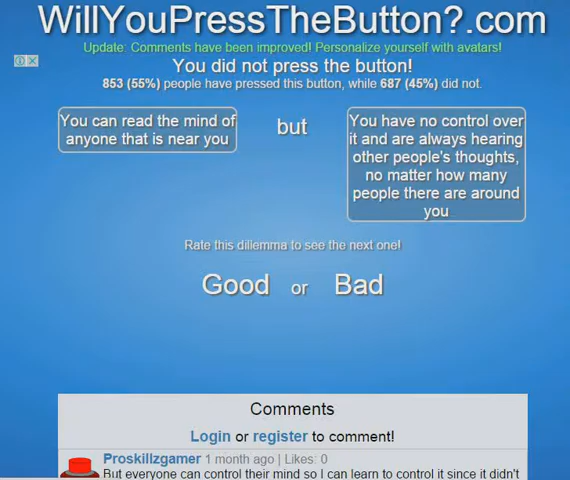 WillYouPressTheButton?.com
Update: Comments have been improved! Personalize yourself with avatars!
You did not press the button!
853 (55%) people have pressed this button, while 687 (45%) did not.
You can read the mind of
anyone that is near you
but
You have no control over
it and are always hearing
other people's thoughts,
no matter how many
people there are around
you
Rate this dilemma to see the next one!
Good or Bad
Comments
Login or register to comment!
Proskillzgamer 1 month ago | Likes: 0
But everyone can control their mind so I can learn to control it since it didn't